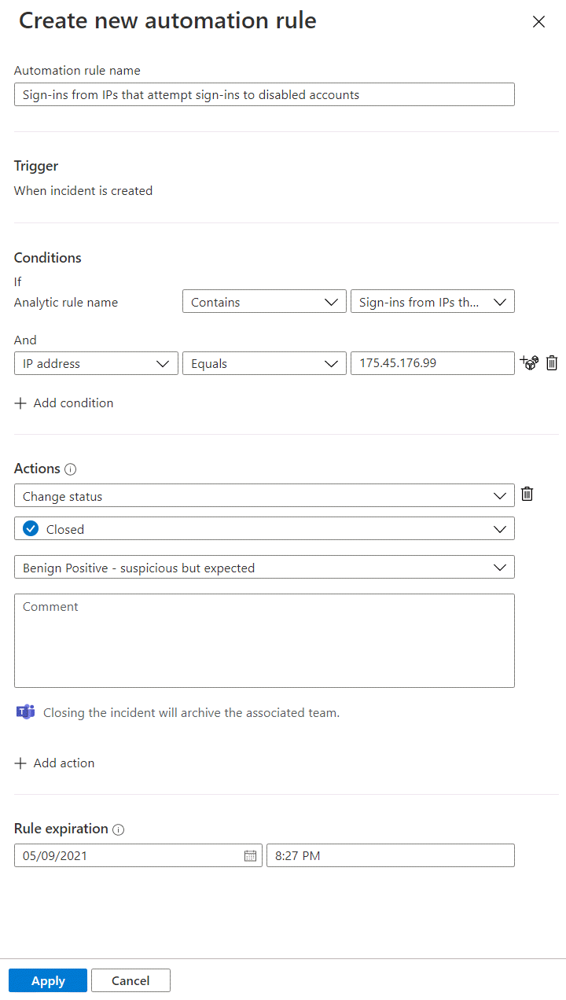 Create new automation rule
Automation rule name
Sign-ins from IPs that attempt sign-ins to disabled accounts
Trigger
When incident is created
Conditions
If
Analytic rule name Contains Sign-ins from IPs th...
And
IP address Equals 175.45.176.99
Add condition
Actions
Change status
Closed
Benign Positive - suspicious but expected
Comment
Closing the incident will archive the associated team.
Add action
Rule expiration
05/09/2021 8:27 PM
Apply Cancel